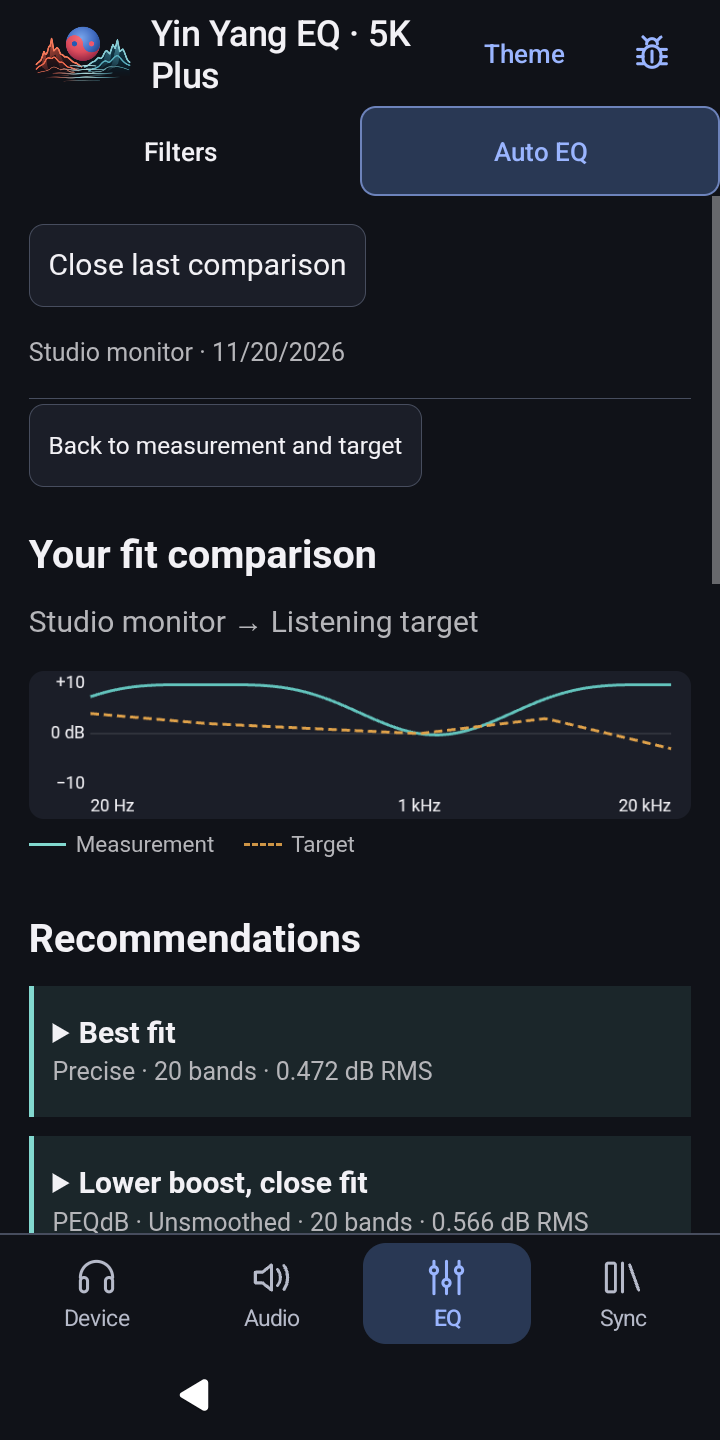 Yin Yang EQ · 5K
Plus
Theme
Filters
Auto EQ
Close last comparison
Studio monitor · 11/20/2026
Back to measurement and target
Your fit comparison
Studio monitor → Listening target
+10
0 dB
−10
20 Hz
1 kHz
20 kHz
Measurement
Target
Recommendations
▶ Best fit
Precise · 20 bands · 0.472 dB RMS
▶ Lower boost, close fit
PEQdB · Unsmoothed · 20 bands · 0.566 dB RMS
Device
Audio
EQ
Sync